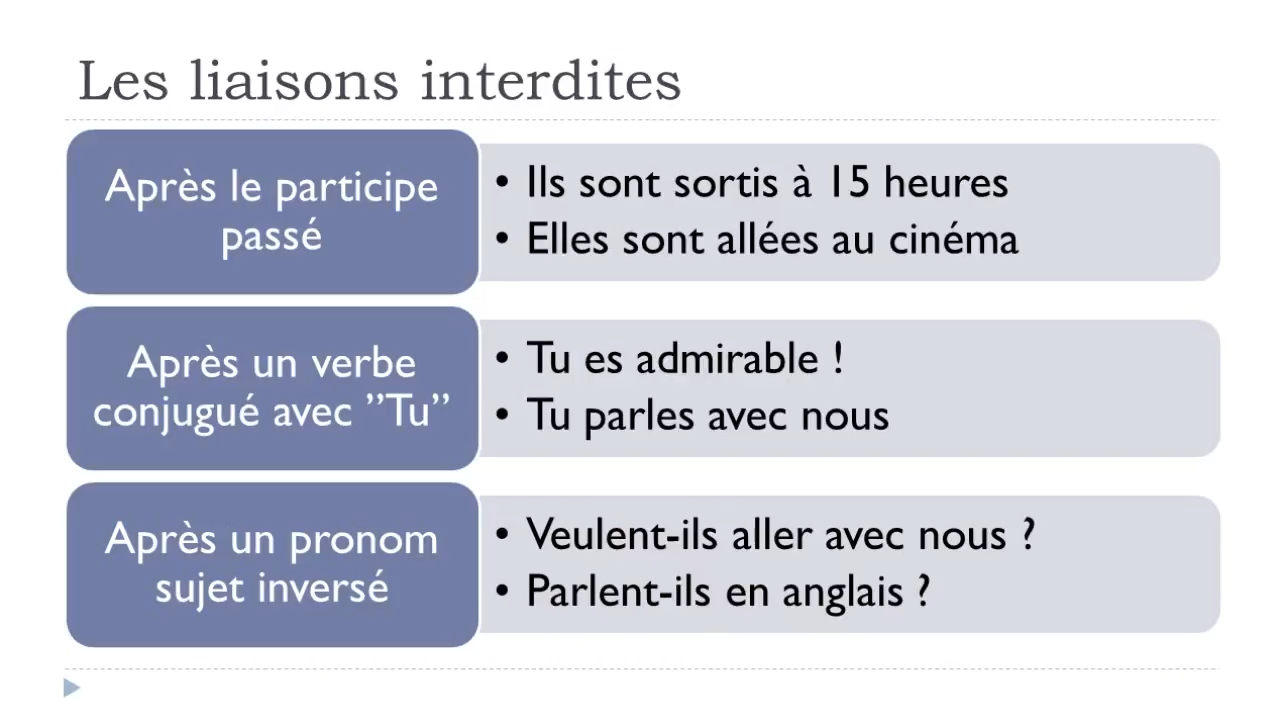 Les liaisons interdites
Après le participe
passé
• Ils sont sortis à 15 heures
• Elles sont allées au cinéma
Après un verbe
conjugué avec ”Tu”
• Tu es admirable !
• Tu parles avec nous
Après un pronom
sujet inversé
• Veulent-ils aller avec nous ?
• Parlent-ils en anglais ?